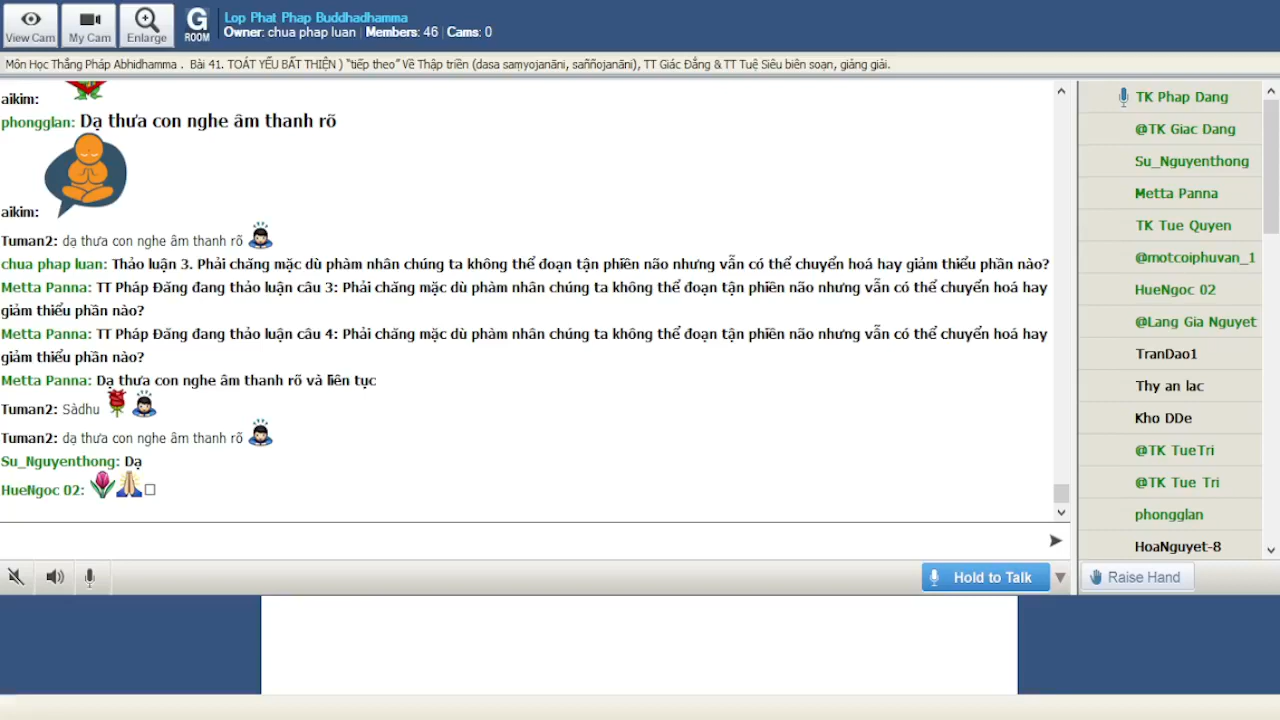 View Cam
My Cam
Enlarge
G
ROOM
Lop Phat Phap Buddhadhamma
Owner: chua phap luan | Members: 46 | Cams: 0
Môn Học Thắng Pháp Abhidhamma . Bài 41. TOÁT YẾU BẤT THIỆN ) “tiếp theo” Về Thập triền (dasa saṃyojanāni, saññojanāni), TT Giác Đẳng & TT Tuệ Siêu biên soạn, giảng giải.
aikim:
phongglan: Dạ thưa con nghe âm thanh rõ
aikim:
Tuman2: dạ thưa con nghe âm thanh rõ
chua phap luan: Thảo luận 3. Phải chăng mặc dù phàm nhân chúng ta không thể đoạn tận phiền não nhưng vẫn có thể chuyển hoá hay giảm thiểu phần nào?
Metta Panna: TT Pháp Đăng đang thảo luận câu 3: Phải chăng mặc dù phàm nhân chúng ta không thể đoạn tận phiền não nhưng vẫn có thể chuyển hoá hay
giảm thiểu phần nào?
Metta Panna: TT Pháp Đăng đang thảo luận câu 4: Phải chăng mặc dù phàm nhân chúng ta không thể đoạn tận phiền não nhưng vẫn có thể chuyển hoá hay
giảm thiểu phần nào?
Metta Panna: Dạ thưa con nghe âm thanh rõ và liên tục
Tuman2: Sàdhu
Tuman2: dạ thưa con nghe âm thanh rõ
Su_Nguyenthong: Dạ
HueNgoc 02:
TK Phap Dang
@TK Giac Dang
Su_Nguyenthong
Metta Panna
TK Tue Quyen
@motcoiphuvan_1
HueNgoc 02
@Lang Gia Nguyet
TranDao1
Thy an lac
Kho DDe
@TK TueTri
@TK Tue Tri
phongglan
HoaNguyet-8
Hold to Talk
Raise Hand